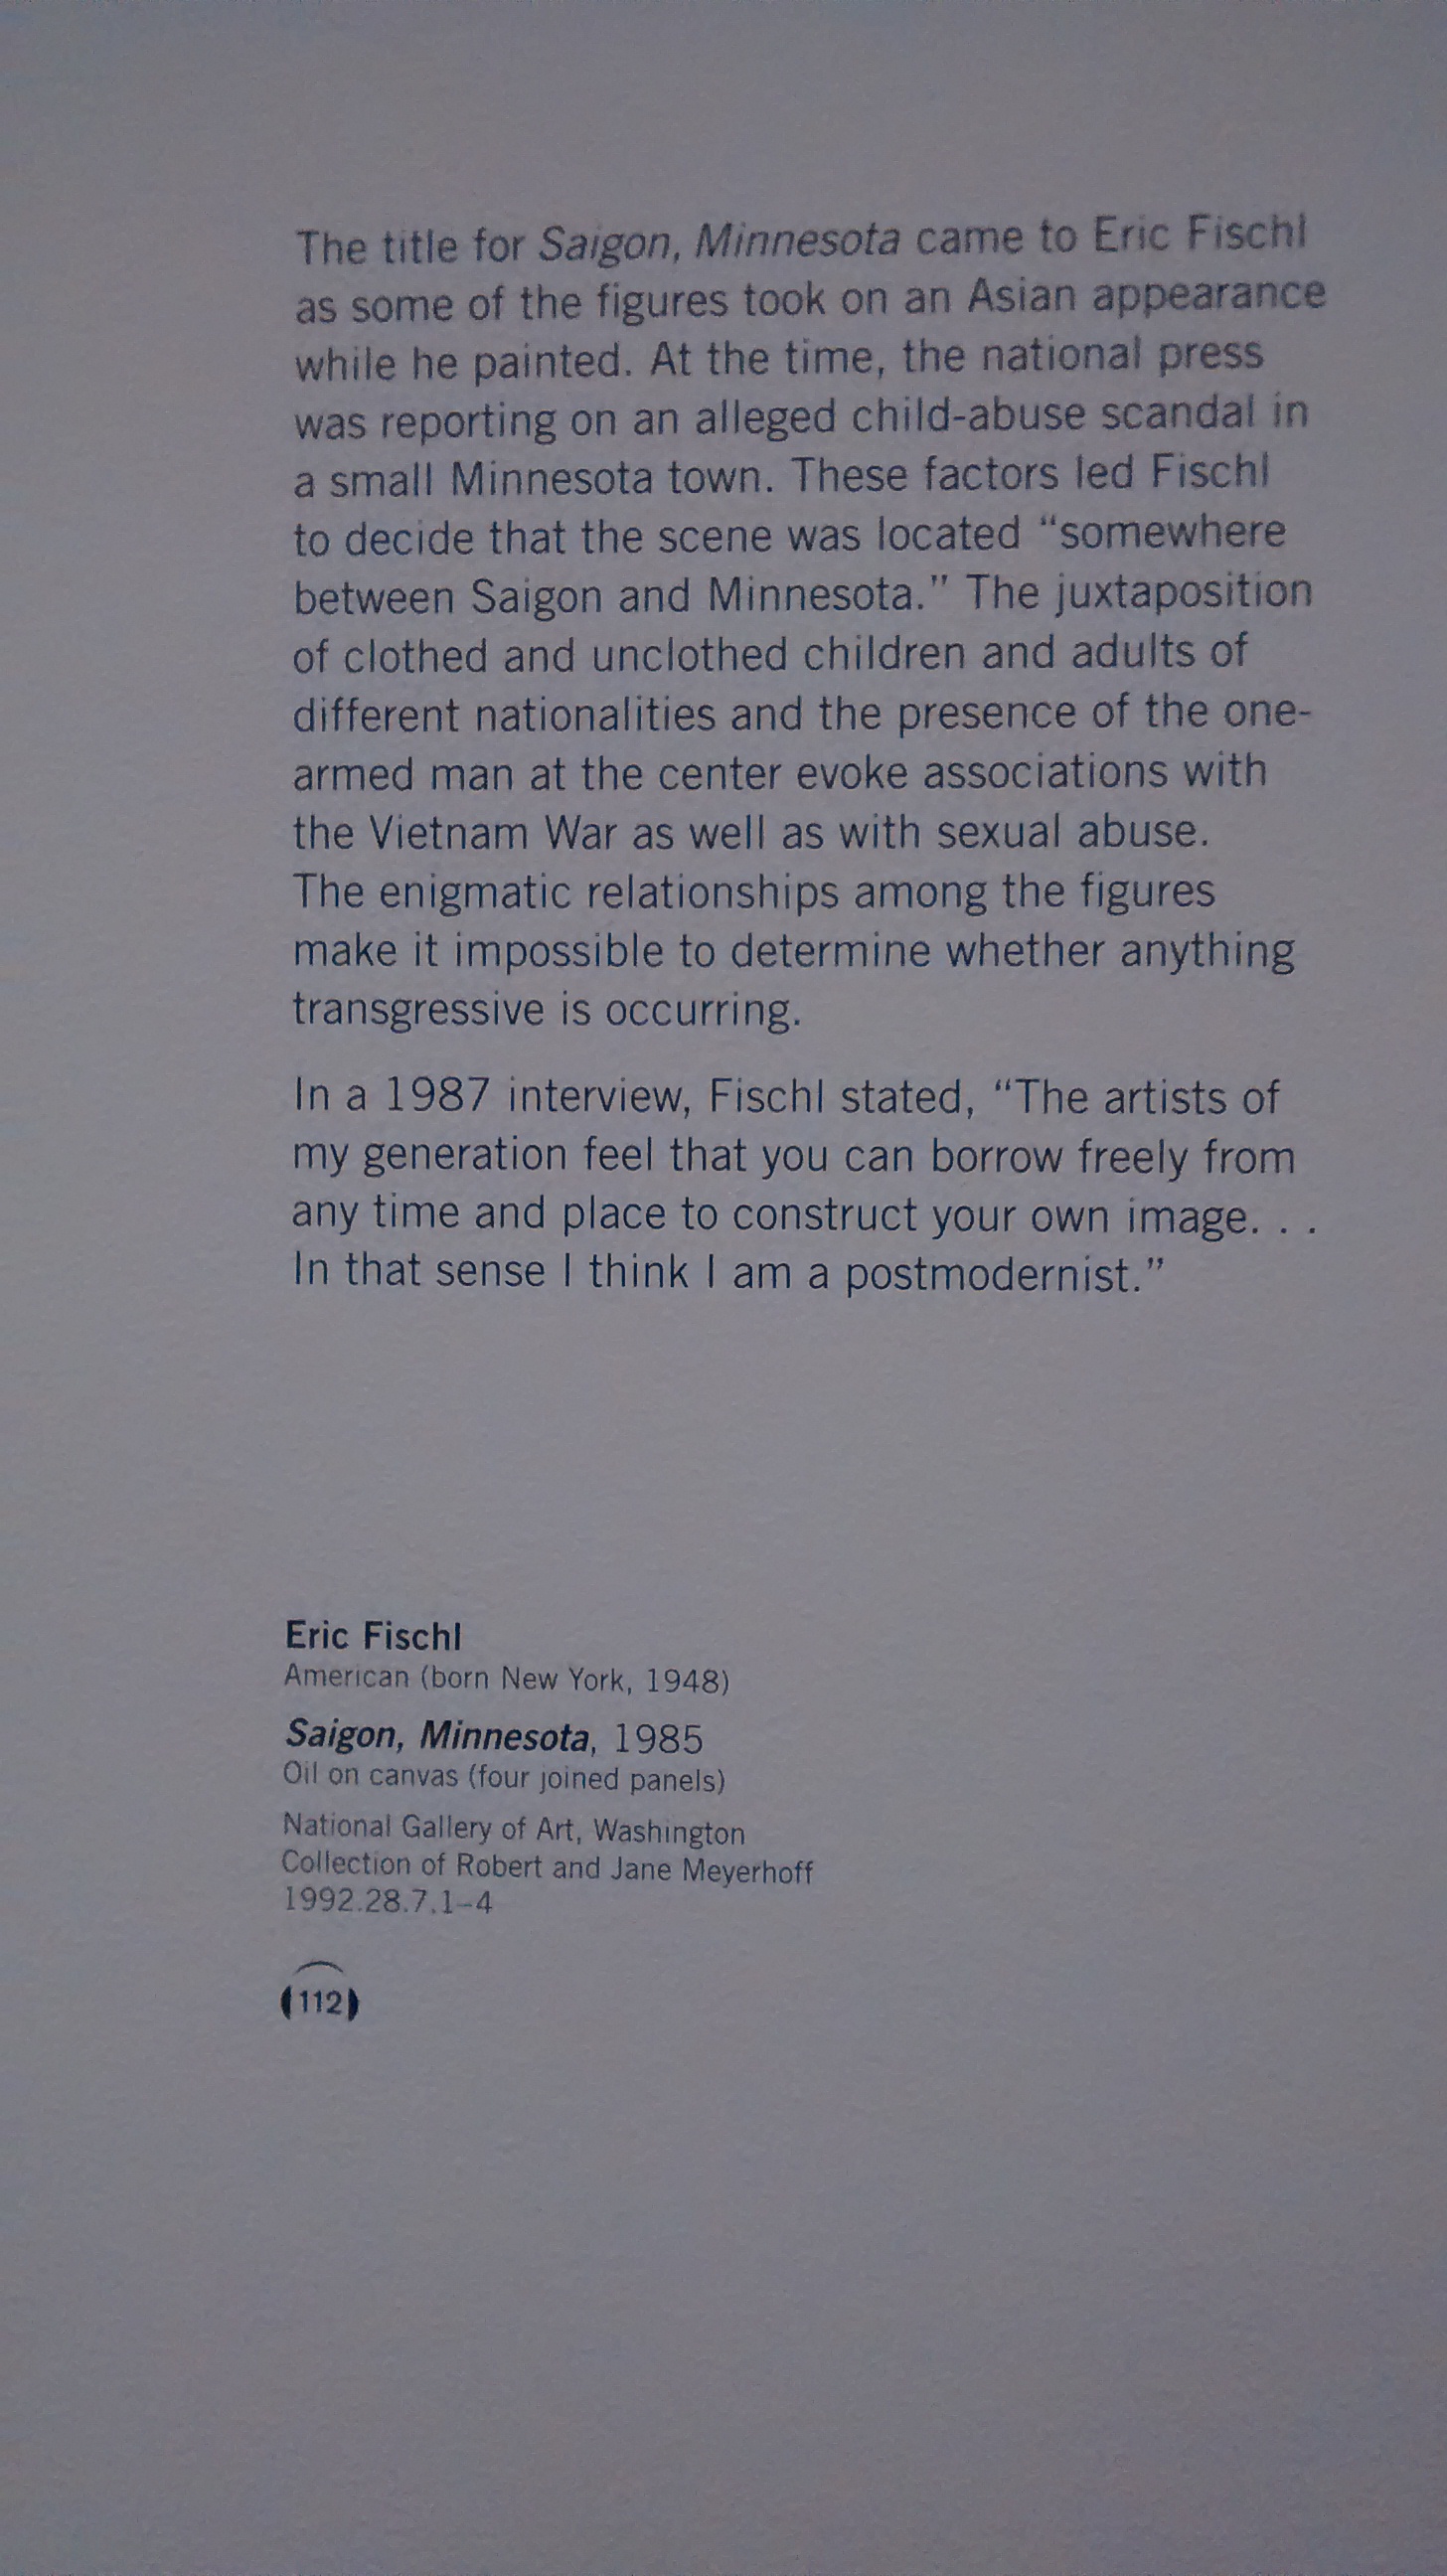 The title for Saigon, Minnesota came to Eric Fischl
as some of the figures took on an Asian appearance
while he painted. At the time, the national press
was reporting on an alleged child-abuse scandal in
a small Minnesota town. These factors led Fischl
to decide that the scene was located “somewhere
between Saigon and Minnesota.” The juxtaposition
of clothed and unclothed children and adults of
different nationalities and the presence of the one-
armed man at the center evoke associations with
the Vietnam War as well as with sexual abuse.
The enigmatic relationships among the figures
make it impossible to determine whether anything
transgressive is occurring.
In a 1987 interview, Fischl stated, “The artists of
my generation feel that you can borrow freely from
any time and place to construct your own image. . .
In that sense I think I am a postmodernist.”
Eric Fischl
American (born New York, 1948)
Saigon, Minnesota, 1985
Oil on canvas (four joined panels)
National Gallery of Art, Washington
Collection of Robert and Jane Meyerhoff
1992.28.7.1–4
112